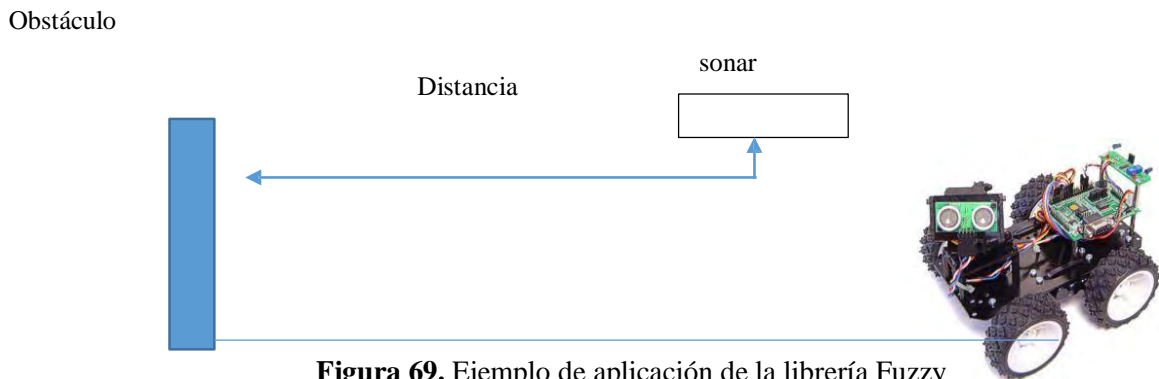 Obstáculo
sonar
Distancia
Figura 69. Ejemplo de aplicación de la librería Fuzzy